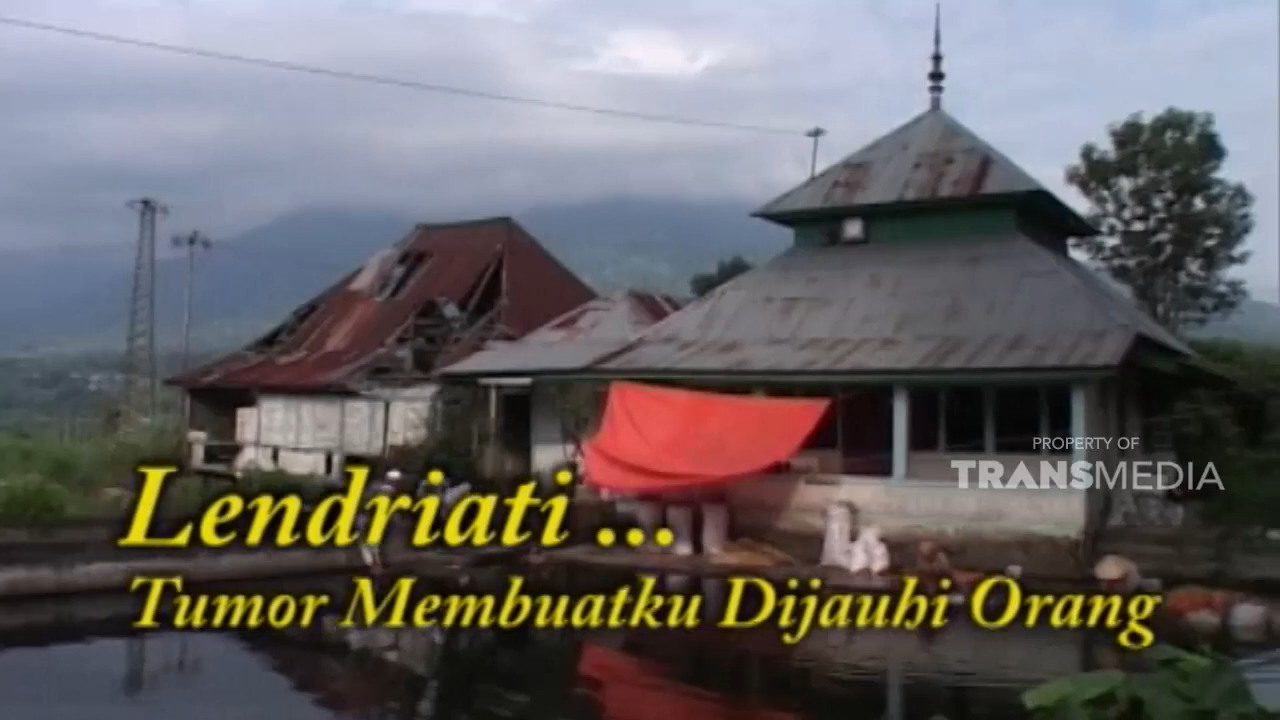 PROPERTY OF
TRANSMEDIA
Lendriati ...
Tumor Membuatku Dijauhi Orang